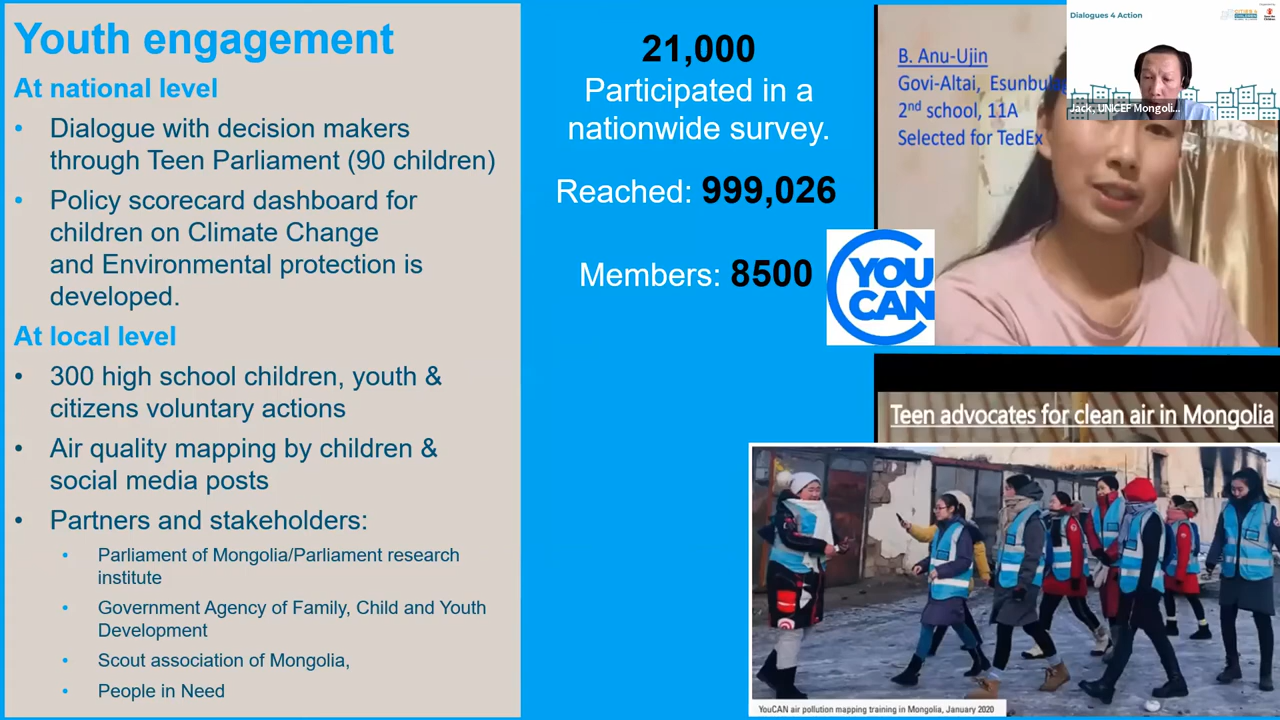 Youth engagement
At national level
• Dialogue with decision makers
through Teen Parliament (90 children)
• Policy scorecard dashboard for
children on Climate Change
and Environmental protection is
developed.
At local level
• 300 high school children, youth &
citizens voluntary actions
• Air quality mapping by children &
social media posts
• Partners and stakeholders:
• Parliament of Mongolia/Parliament research
institute
• Government Agency of Family, Child and Youth
Development
• Scout association of Mongolia,
• People in Need
21,000
Participated in a
nationwide survey.
Reached: 999,026
Members: 8500
YOU
CAN
B. Anu-Ujin
Govi-Altai, Esunbulag
2nd school, 11A
Selected for TedEx
Dialogues 4 Action
Jack, UNICEF Mongoli...
Teen advocates for clean air in Mongolia
YouCAN air pollution mapping training in Mongolia, January 2020